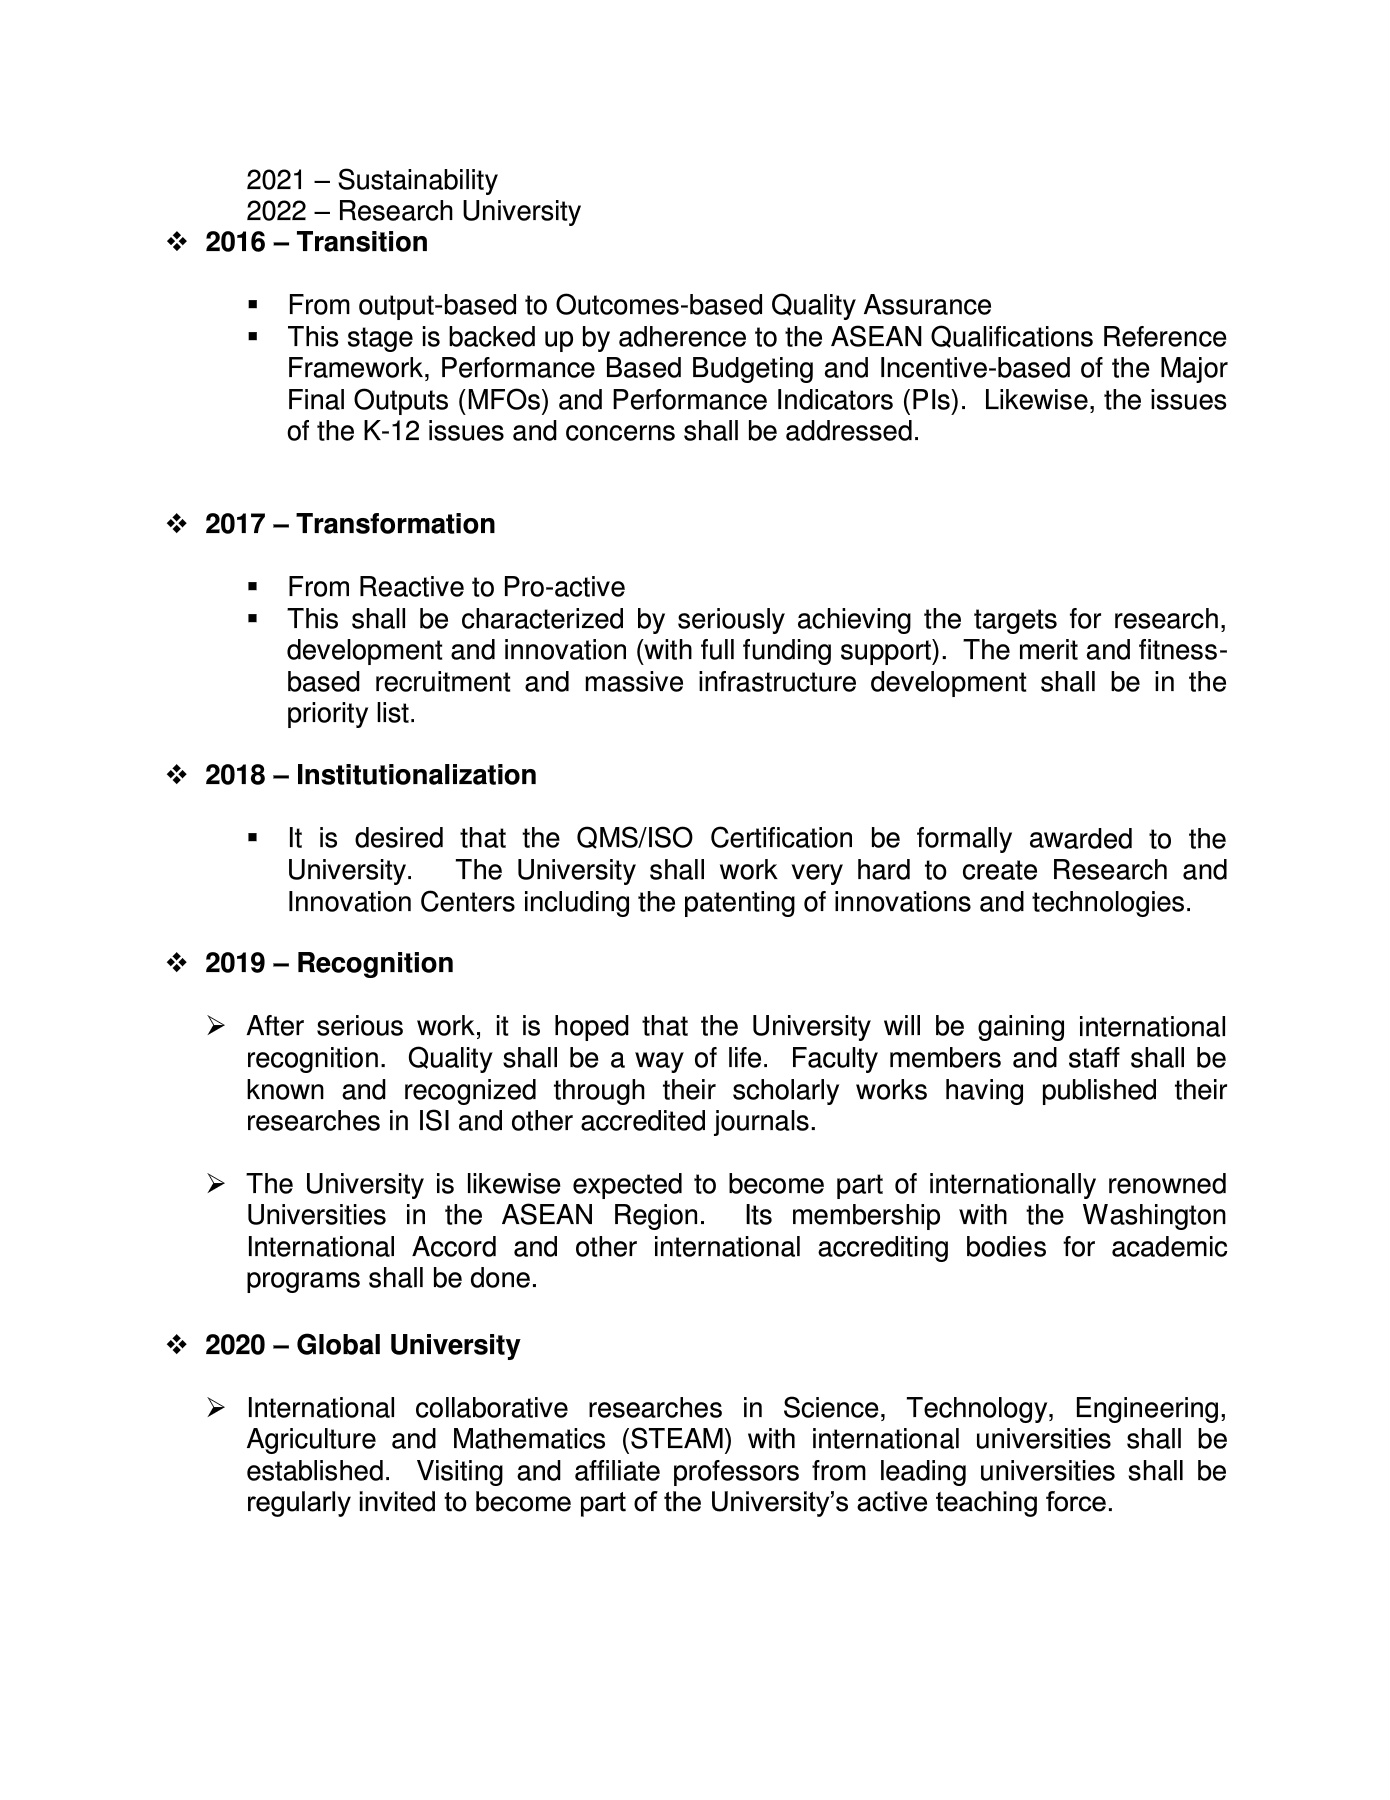 2021 – Sustainability
2022 – Research University
❖ 2016 – Transition
▪ From output-based to Outcomes-based Quality Assurance
▪ This stage is backed up by adherence to the ASEAN Qualifications Reference
Framework, Performance Based Budgeting and Incentive-based of the Major
Final Outputs (MFOs) and Performance Indicators (PIs).  Likewise, the issues
of the K-12 issues and concerns shall be addressed.
❖ 2017 – Transformation
▪ From Reactive to Pro-active
▪ This shall be characterized by seriously achieving the targets for research,
development and innovation (with full funding support).  The merit and fitness-
based recruitment and massive infrastructure development shall be in the
priority list.
❖ 2018 – Institutionalization
▪ It is desired that the QMS/ISO Certification be formally awarded to the
University.  The University shall work very hard to create Research and
Innovation Centers including the patenting of innovations and technologies.
❖ 2019 – Recognition
➢ After serious work, it is hoped that the University will be gaining international
recognition.  Quality shall be a way of life.  Faculty members and staff shall be
known and recognized through their scholarly works having published their
researches in ISI and other accredited journals.
➢ The University is likewise expected to become part of internationally renowned
Universities in the ASEAN Region.  Its membership with the Washington
International Accord and other international accrediting bodies for academic
programs shall be done.
❖ 2020 – Global University
➢ International collaborative researches in Science, Technology, Engineering,
Agriculture and Mathematics (STEAM) with international universities shall be
established.  Visiting and affiliate professors from leading universities shall be
regularly invited to become part of the University’s active teaching force.